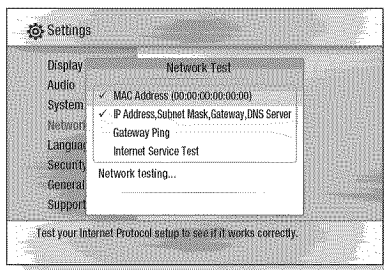 Settings
Network Test
Display
Audio
System
Network
Languag
Security
General
Support
✓ MAC Address (00:00:00:00:00:00)
✓ IP Address,Subnet Mask,Gateway,DNS Server
Gateway Ping
Internet Service Test
Network testing...
Test your Internet Protocol setup to see if it works correctly.